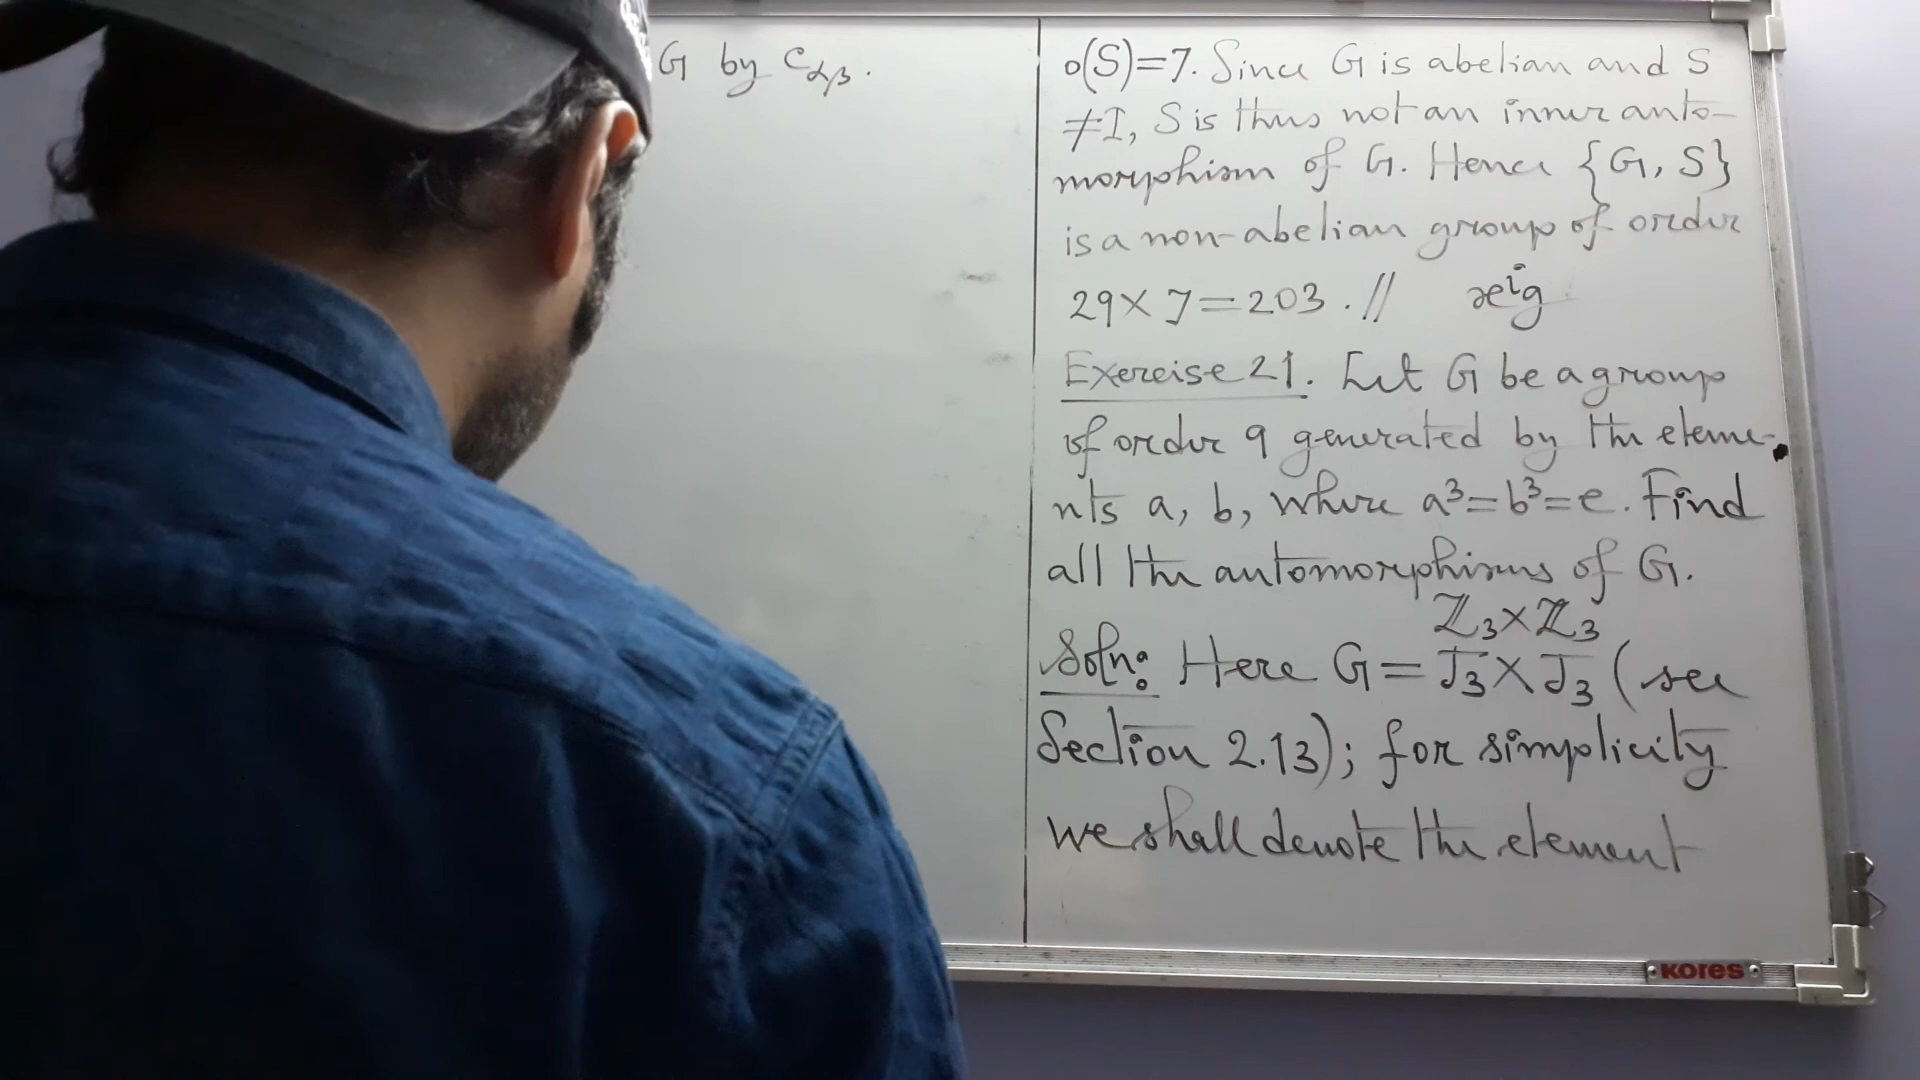 G by C_αβ.
o(S)=7. Since G is abelian and S
≠I, S is thus not an inner auto-
morphism of G. Hence {G, S}
is a non-abelian group of order
29×7=203.//
Exercise 21. Let G be a group
of order 9 generated by the eleme-
nts a, b, where a³=b³=e. Find
all the automorphisms of G.
ℤ₃×ℤ₃
Soln: Here G=J₃×J₃ (see
Section 2.13); for simplicity
we shall denote the element
KORES